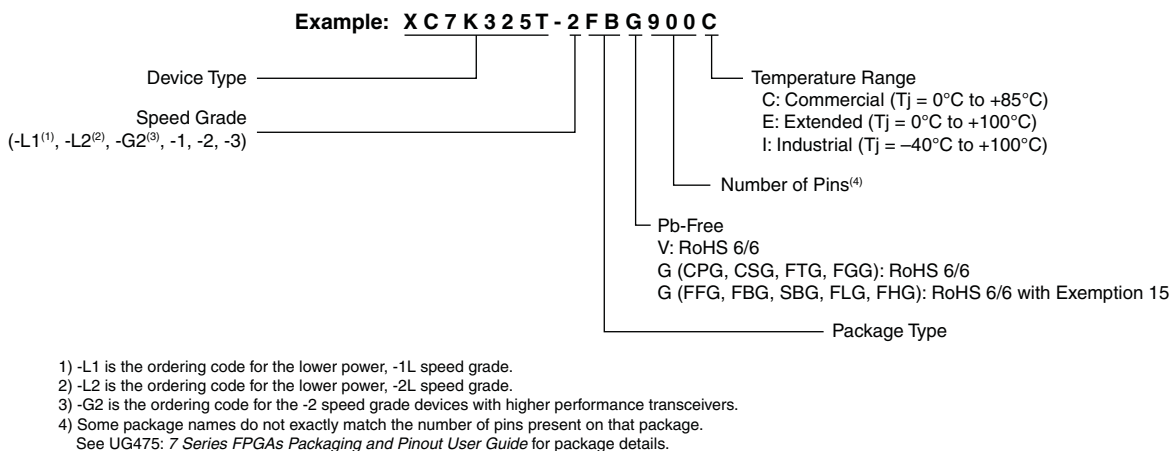 Example: XC7K325T-2FBG900C
Device Type
Temperature Range
C: Commercial (Tj = 0°C to +85°C)
E: Extended (Tj = 0°C to +100°C)
I: Industrial (Tj = –40°C to +100°C)
Speed Grade
(-L1(1), -L2(2), -G2(3), -1, -2, -3)
Number of Pins(4)
Pb-Free
V: RoHS 6/6
G (CPG, CSG, FTG, FGG): RoHS 6/6
G (FFG, FBG, SBG, FLG, FHG): RoHS 6/6 with Exemption 15
Package Type
1) -L1 is the ordering code for the lower power, -1L speed grade.
2) -L2 is the ordering code for the lower power, -2L speed grade.
3) -G2 is the ordering code for the -2 speed grade devices with higher performance transceivers.
4) Some package names do not exactly match the number of pins present on that package.
See UG475: 7 Series FPGAs Packaging and Pinout User Guide for package details.